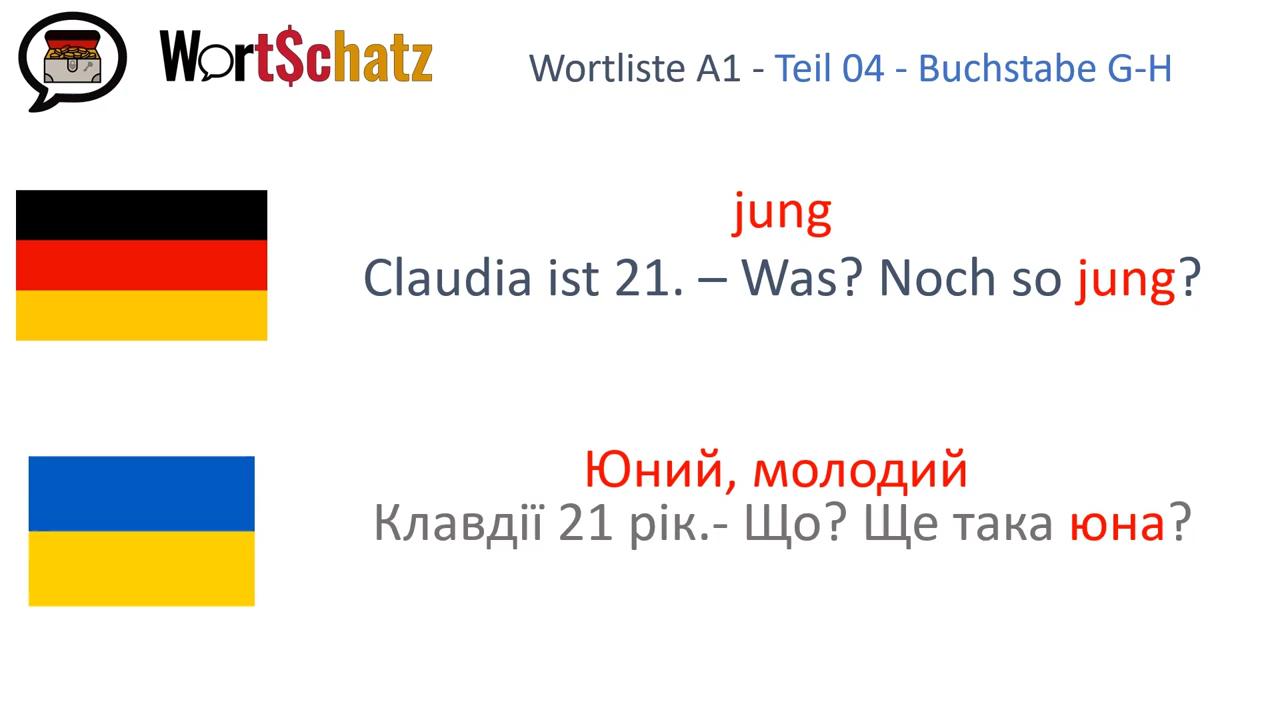 WortSchatz
Wortliste A1 - Teil 04 - Buchstabe G-H
jung
Claudia ist 21. – Was? Noch so jung?
Юний, молодий
Клавдії 21 рік.- Що? Ще така юна?